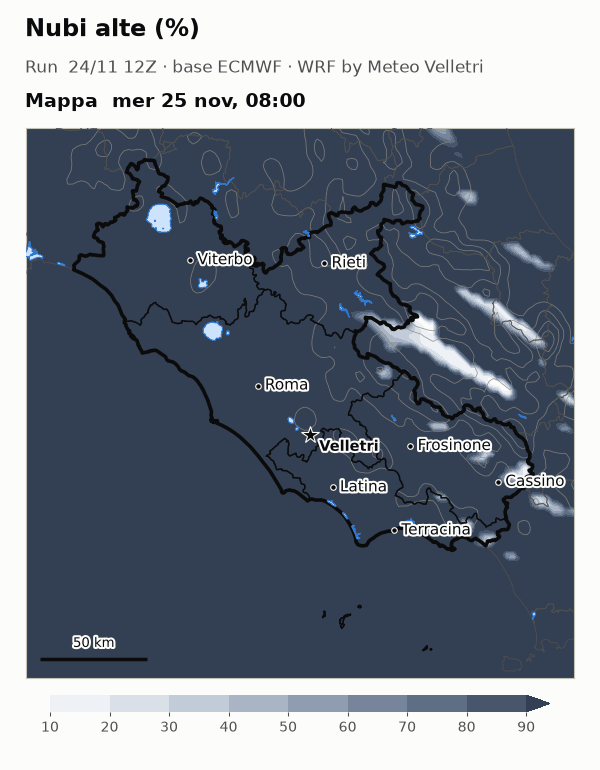 Nubi alte (%)
Run  24/11 12Z · base ECMWF · WRF by Meteo Velletri
Mappa  mer 25 nov, 08:00
Viterbo
Rieti
Roma
Velletri
Frosinone
Cassino
Latina
Terracina
50 km
10 20 30 40 50 60 70 80 90